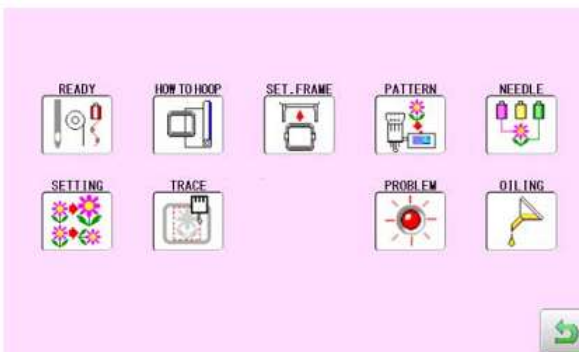 READY HOW TO HOOP SET.FRAME PATTERN NEEDLE
SETTING TRACE PROBLEM OILING